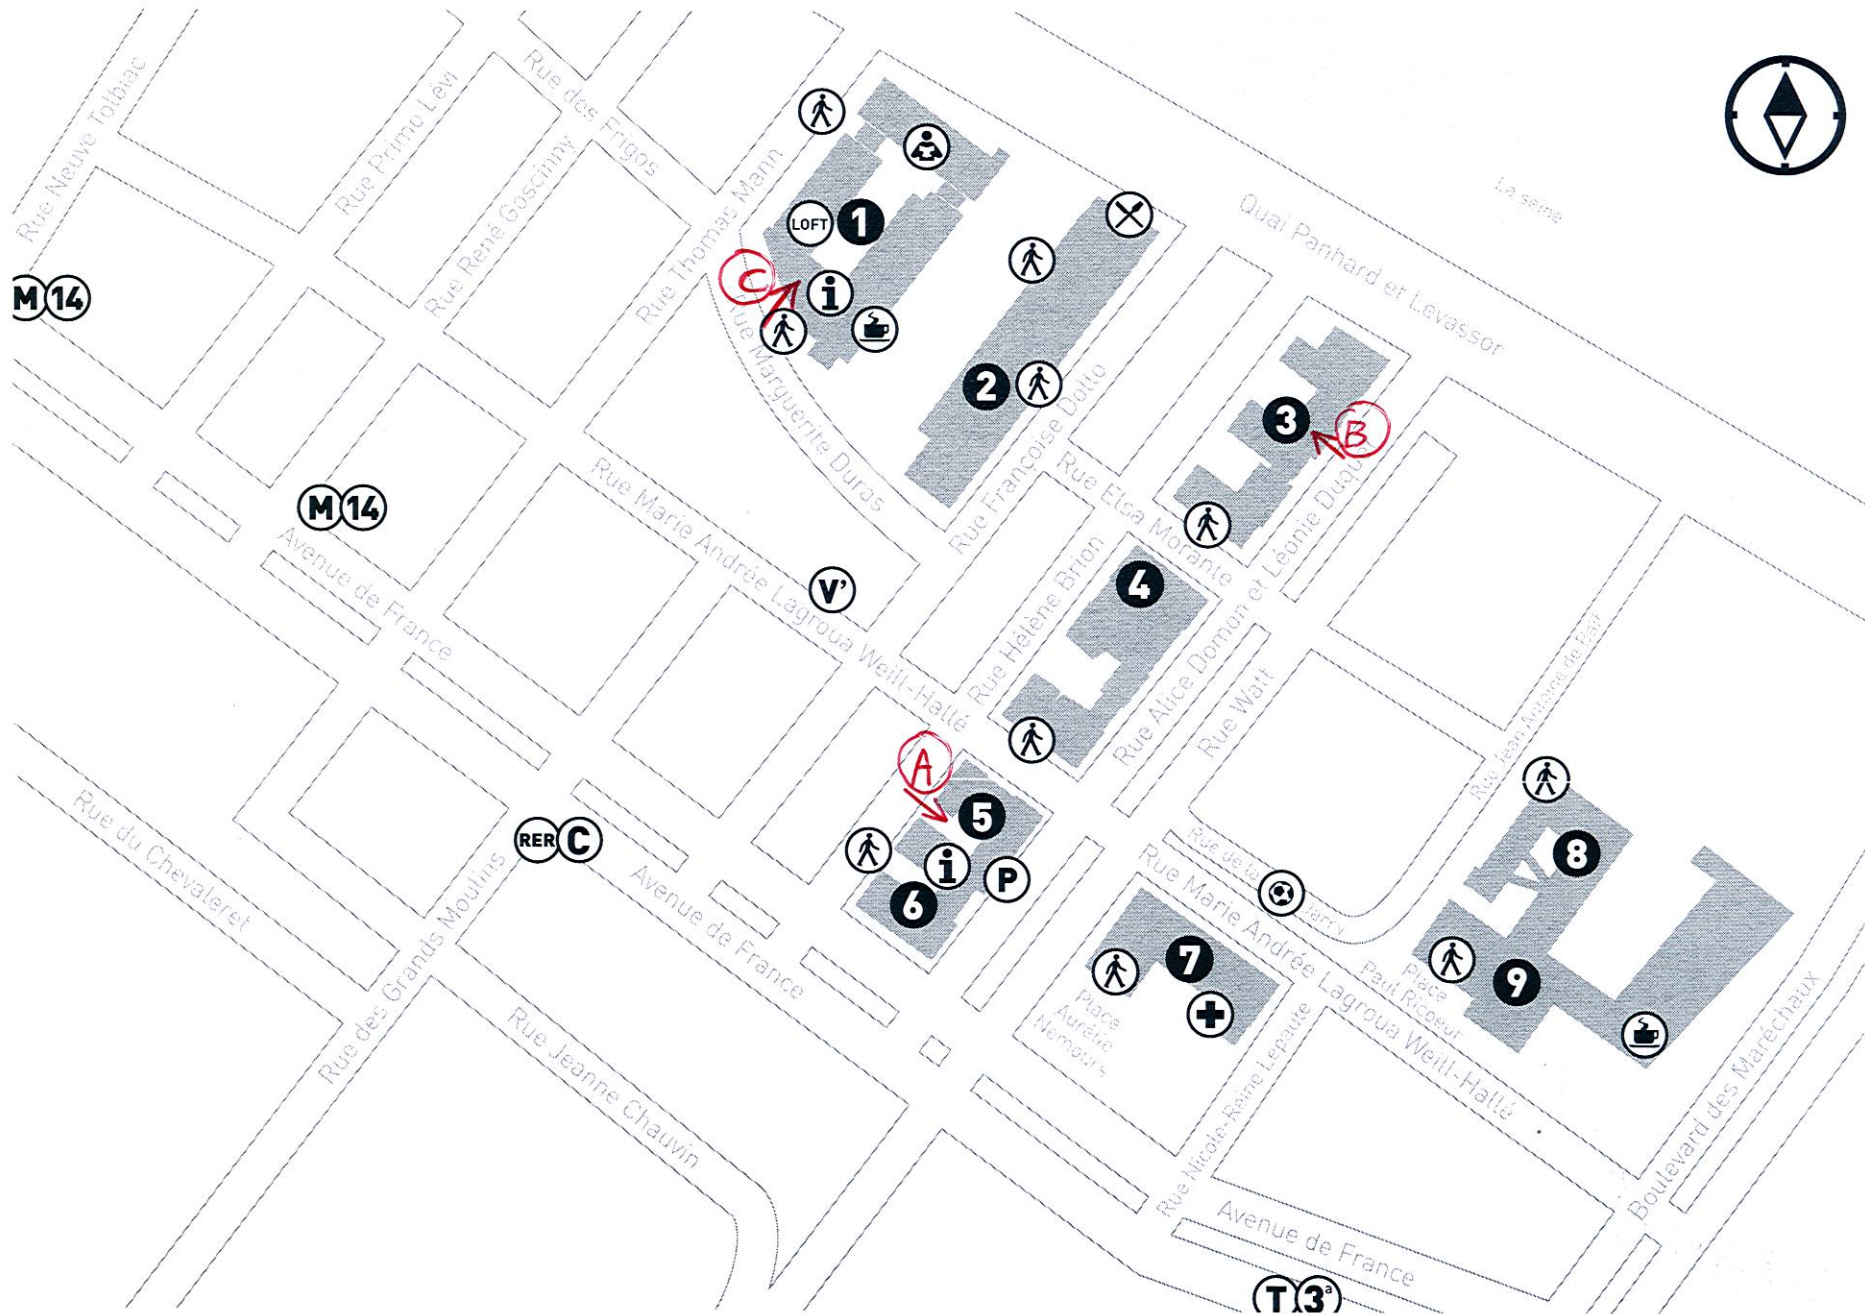 Rue Neuve Tolbiac
Rue Primo Lévi
Rue des Frigos
Rue René Goscinny
Rue Thomas Mann
LOFT
1
C
i
Rue Marguerite Duras
2
Rue Françoise Dolto
Quai Panhard et Levassor
La seine
3
B
M 14
M 14
Avenue de France
Rue Marie Andrée Lagroua Weill-Hallé
V'
Rue Elsa Morante
Rue Hélène Brion
4
Rue Alice Domon et Léonie Duquet
Rue Watt
Rue Jean Antoine de Baïf
A
5
i
P
6
RER C
Rue du Chevaleret
Rue des Grands Moulins
Avenue de France
Rue Jeanne Chauvin
Rue de la
Rue Marie Andrée Lagroua Weill-Hallé
7
Place
Aurélie
Nemours
Rue Nicole-Reine Lepaute
Place
Paul Ricoeur
8
9
Boulevard des Maréchaux
Avenue de France
T 3a